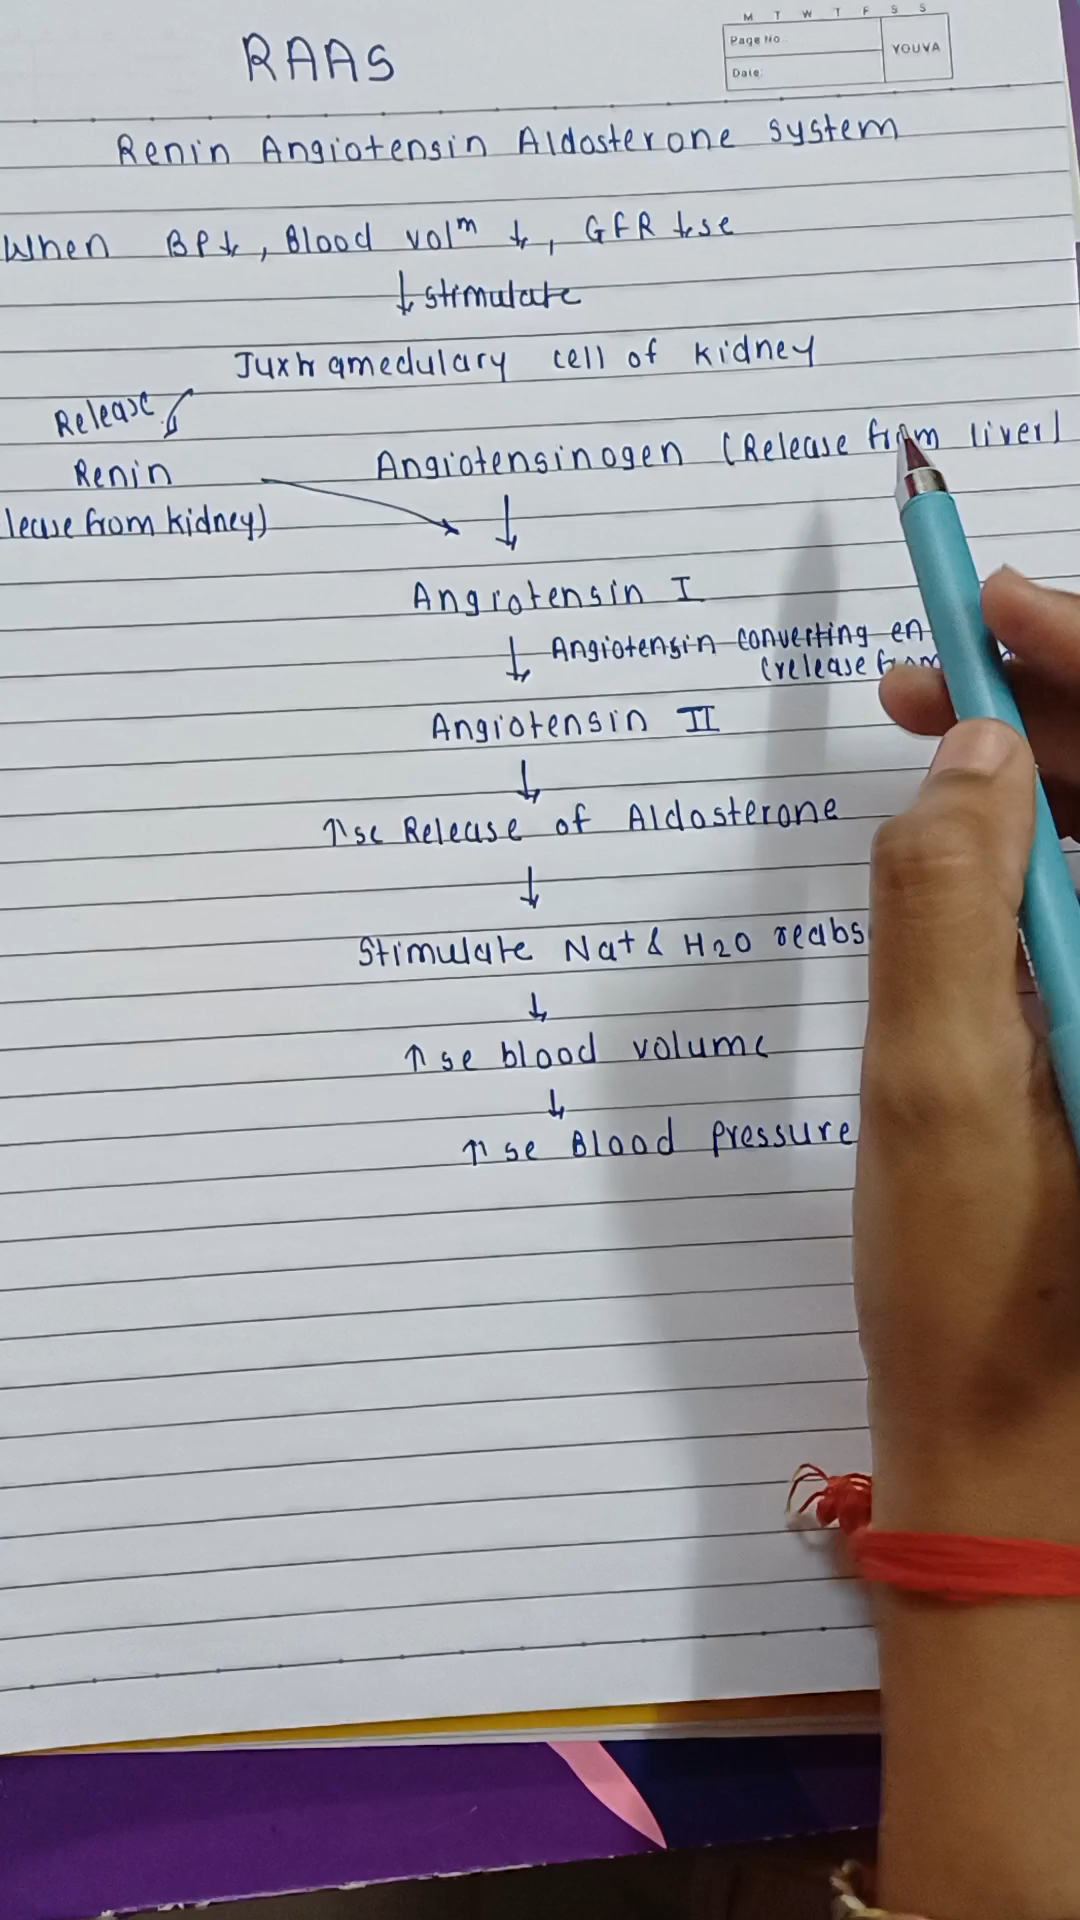 M T W T F S S
Page No.
YOUVA
Date:
RAAS
Renin Angiotensin Aldosterone system
When BP↓, Blood volᵐ ↓, GFR ↓se
↓ stimulate
Juxtramedulary cell of kidney
Release
Renin
Angiotensinogen (Release from liver)
lease from kidney)
↓
Angiotensin I
↓ Angiotensin converting en
(release from
Angiotensin II
↓
↑se Release of Aldosterone
↓
Stimulate Na+ & H2O reabs
↓
↑se blood volume
↓
↑se Blood pressure